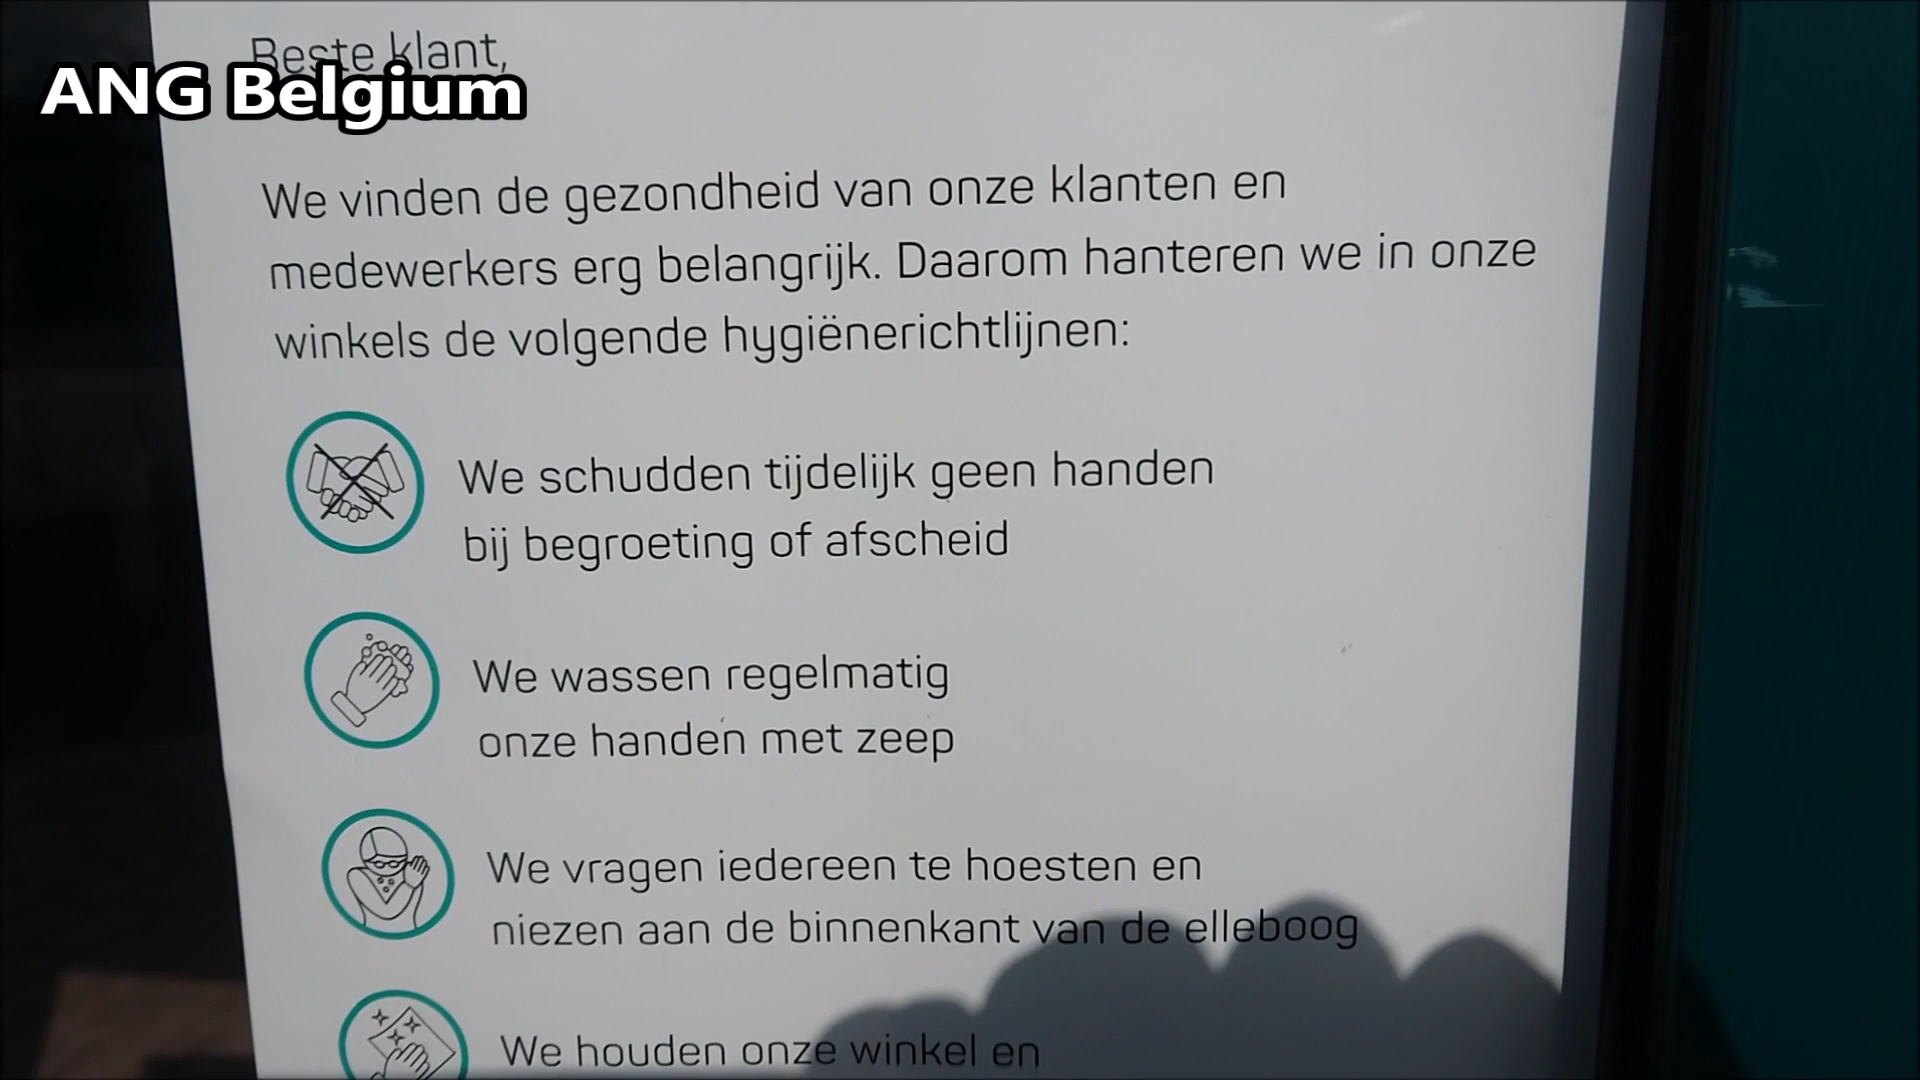 Beste klant,
ANG Belgium
We vinden de gezondheid van onze klanten en
medewerkers erg belangrijk. Daarom hanteren we in onze
winkels de volgende hygiënerichtlijnen:
We schudden tijdelijk geen handen
bij begroeting of afscheid
We wassen regelmatig
onze handen met zeep
We vragen iedereen te hoesten en
niezen aan de binnenkant van de elleboog
We houden onze winkel en